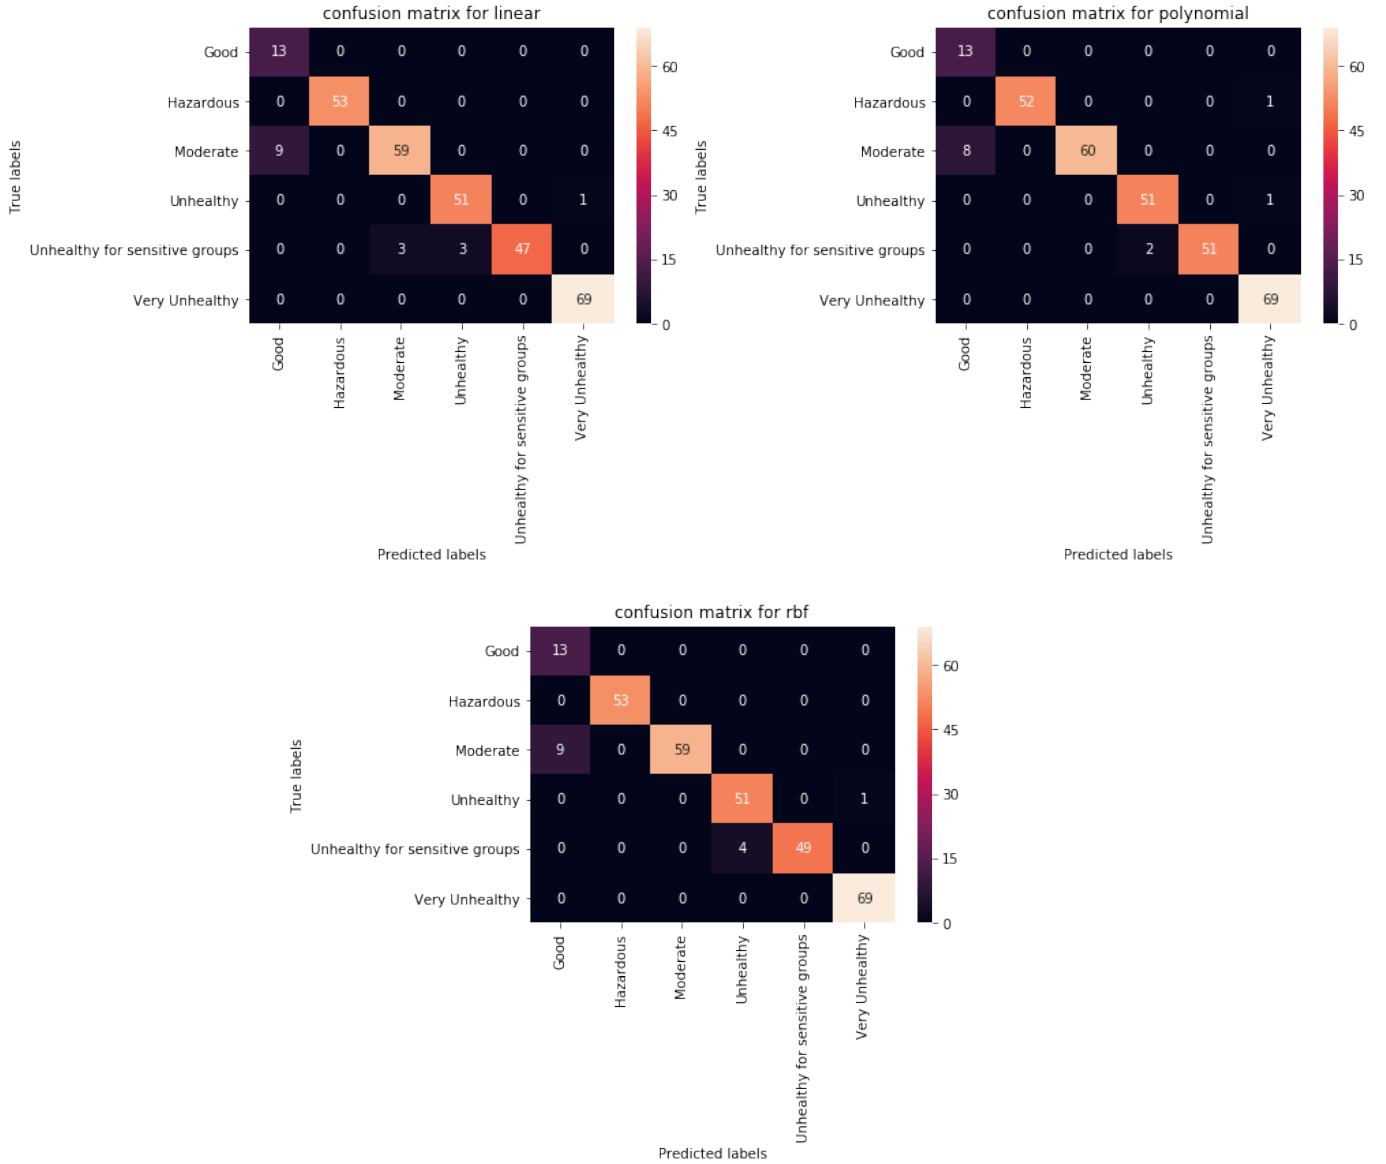 confusion matrix for linear
True labels
Good 13 0 0 0 0 0
Hazardous 0 53 0 0 0 0
Moderate 9 0 59 0 0 0
Unhealthy 0 0 0 51 0 1
Unhealthy for sensitive groups 0 0 3 3 47 0
Very Unhealthy 0 0 0 0 0 69
60
45
30
15
0
Good
Hazardous
Moderate
Unhealthy
Unhealthy for sensitive groups
Very Unhealthy
Predicted labels
confusion matrix for polynomial
True labels
Good 13 0 0 0 0 0
Hazardous 0 52 0 0 0 1
Moderate 8 0 60 0 0 0
Unhealthy 0 0 0 51 0 1
Unhealthy for sensitive groups 0 0 0 2 51 0
Very Unhealthy 0 0 0 0 0 69
60
45
30
15
0
Good
Hazardous
Moderate
Unhealthy
Unhealthy for sensitive groups
Very Unhealthy
Predicted labels
confusion matrix for rbf
True labels
Good 13 0 0 0 0 0
Hazardous 0 53 0 0 0 0
Moderate 9 0 59 0 0 0
Unhealthy 0 0 0 51 0 1
Unhealthy for sensitive groups 0 0 0 4 49 0
Very Unhealthy 0 0 0 0 0 69
60
45
30
15
0
Good
Hazardous
Moderate
Unhealthy
Unhealthy for sensitive groups
Very Unhealthy
Predicted labels